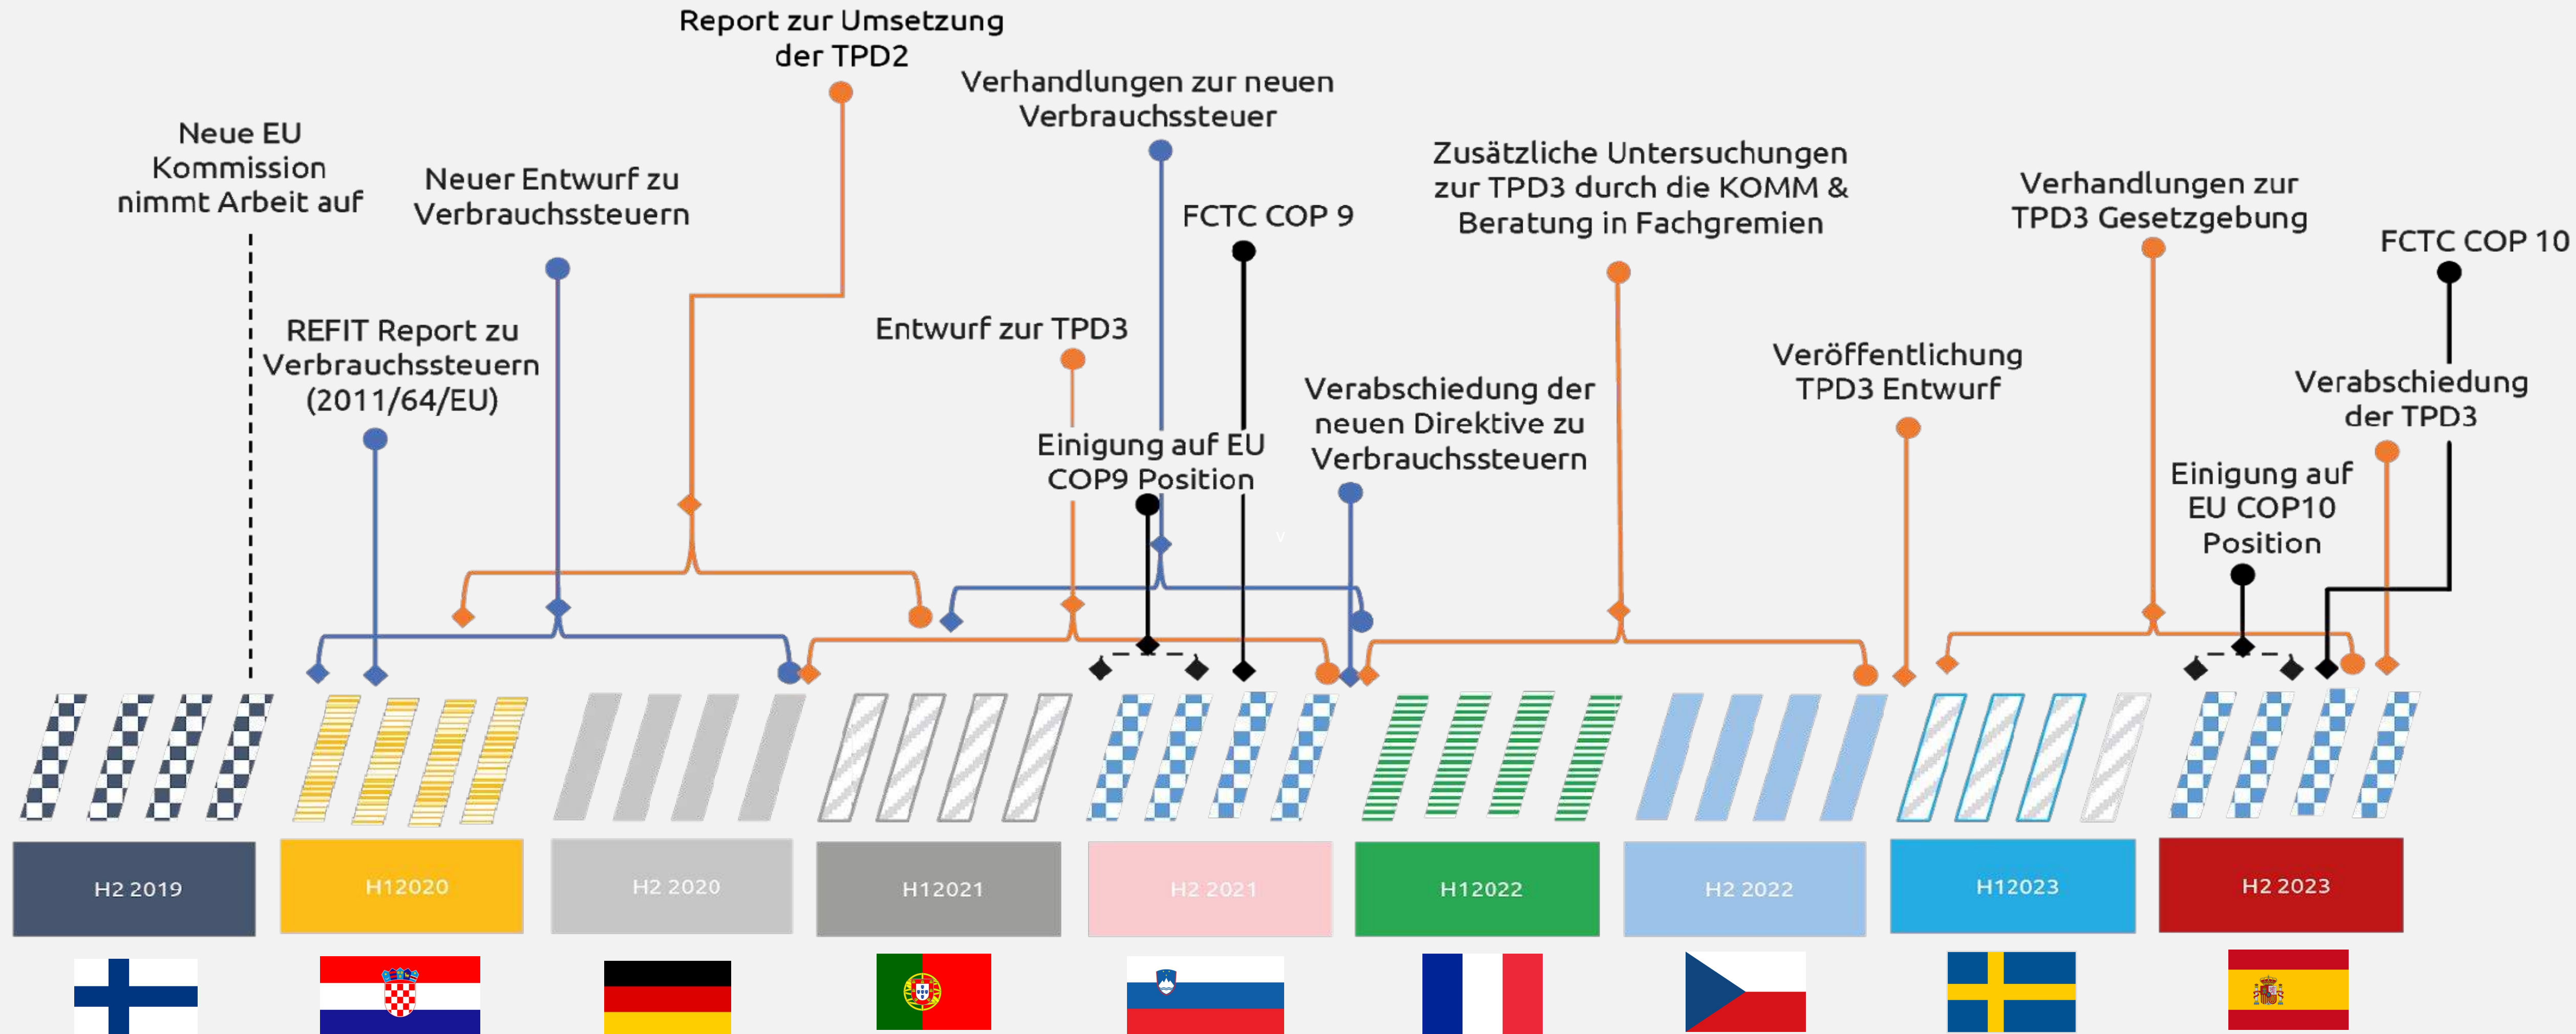 Report zur Umsetzung
der TPD2
Verhandlungen zur neuen
Verbrauchssteuer
Neue EU
Kommission
nimmt Arbeit auf
Neuer Entwurf zu
Verbrauchssteuern
Zusätzliche Untersuchungen
zur TPD3 durch die KOMM &
Beratung in Fachgremien
Verhandlungen zur
TPD3 Gesetzgebung
FCTC COP 9
FCTC COP 10
REFIT Report zu
Verbrauchssteuern
(2011/64/EU)
Entwurf zur TPD3
Veröffentlichung
TPD3 Entwurf
Verabschiedung der
neuen Direktive zu
Verbrauchssteuern
Verabschiedung
der TPD3
Einigung auf EU
COP9 Position
Einigung auf
EU COP10
Position
v
H2 2019
H12020
H2 2020
H12021
H2 2021
H12022
H2 2022
H12023
H2 2023